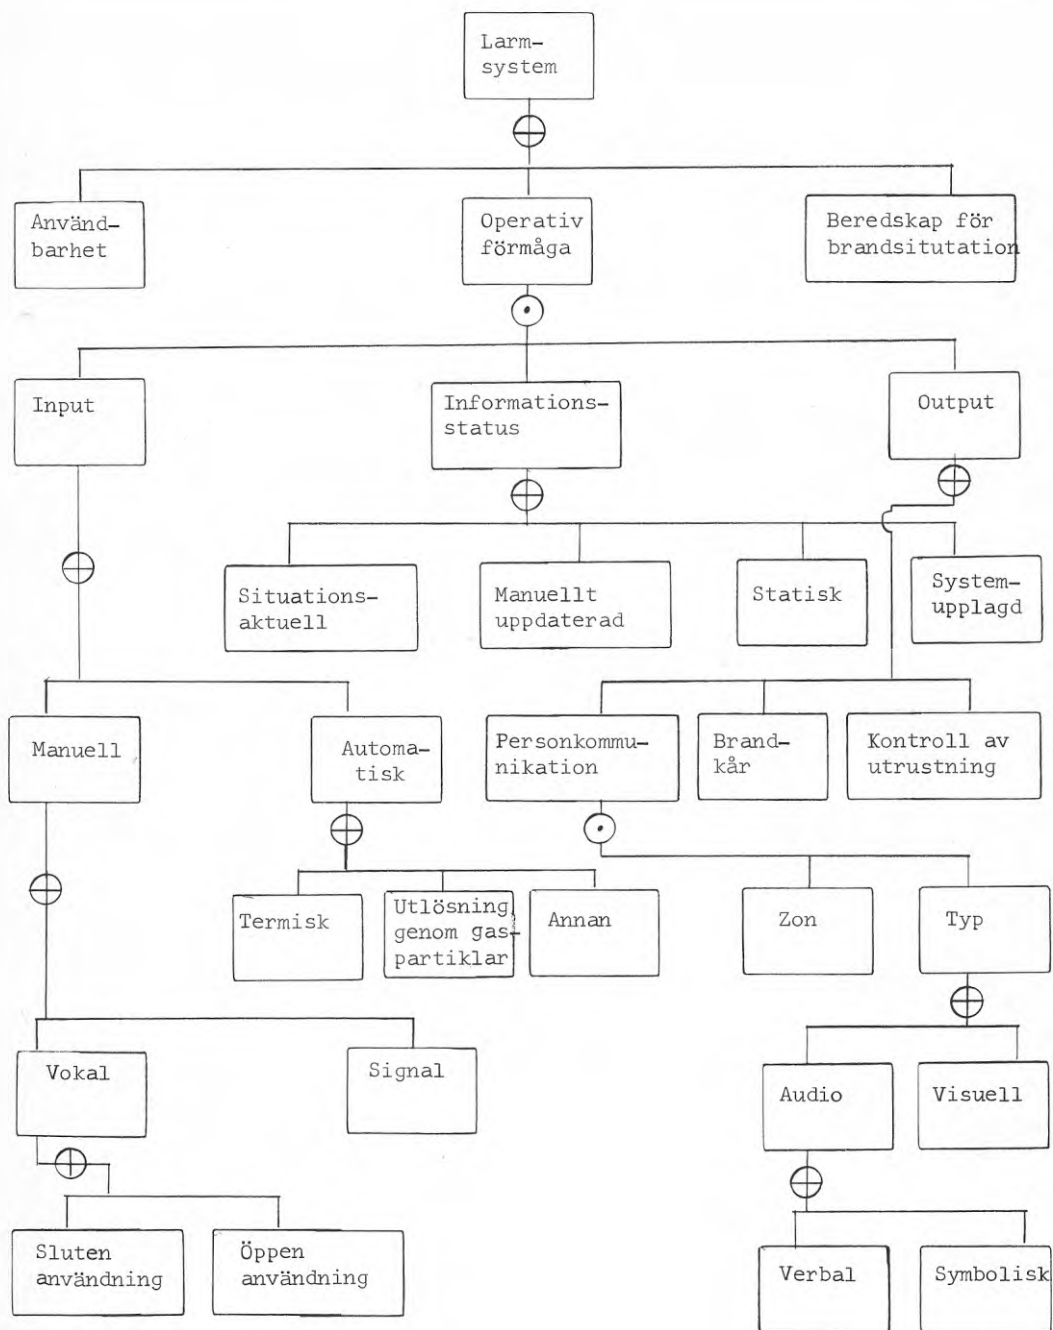 Larm-
system
Använd-
barhet
Operativ
förmåga
Beredskap för
brandsitutation
Input
Informations-
status
Output
Situations-
aktuell
Manuellt
uppdaterad
Statisk
System-
upplagd
Manuell
Automa-
tisk
Personkommu-
nikation
Brand-
kår
Kontroll av
utrustning
Termisk
Utlösning
genom gas-
partiklar
Annan
Zon
Typ
Vokal
Signal
Audio
Visuell
Sluten
användning
Öppen
användning
Verbal
Symbolisk